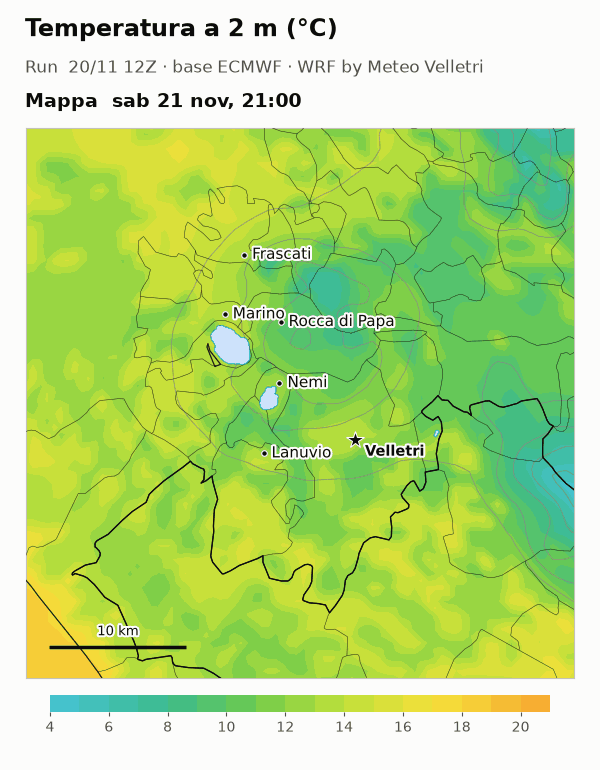 Temperatura a 2 m (°C)
Run  20/11 12Z · base ECMWF · WRF by Meteo Velletri
Mappa  sab 21 nov, 21:00
Frascati
Marino
Rocca di Papa
Nemi
Velletri
Lanuvio
10 km
4 6 8 10 12 14 16 18 20